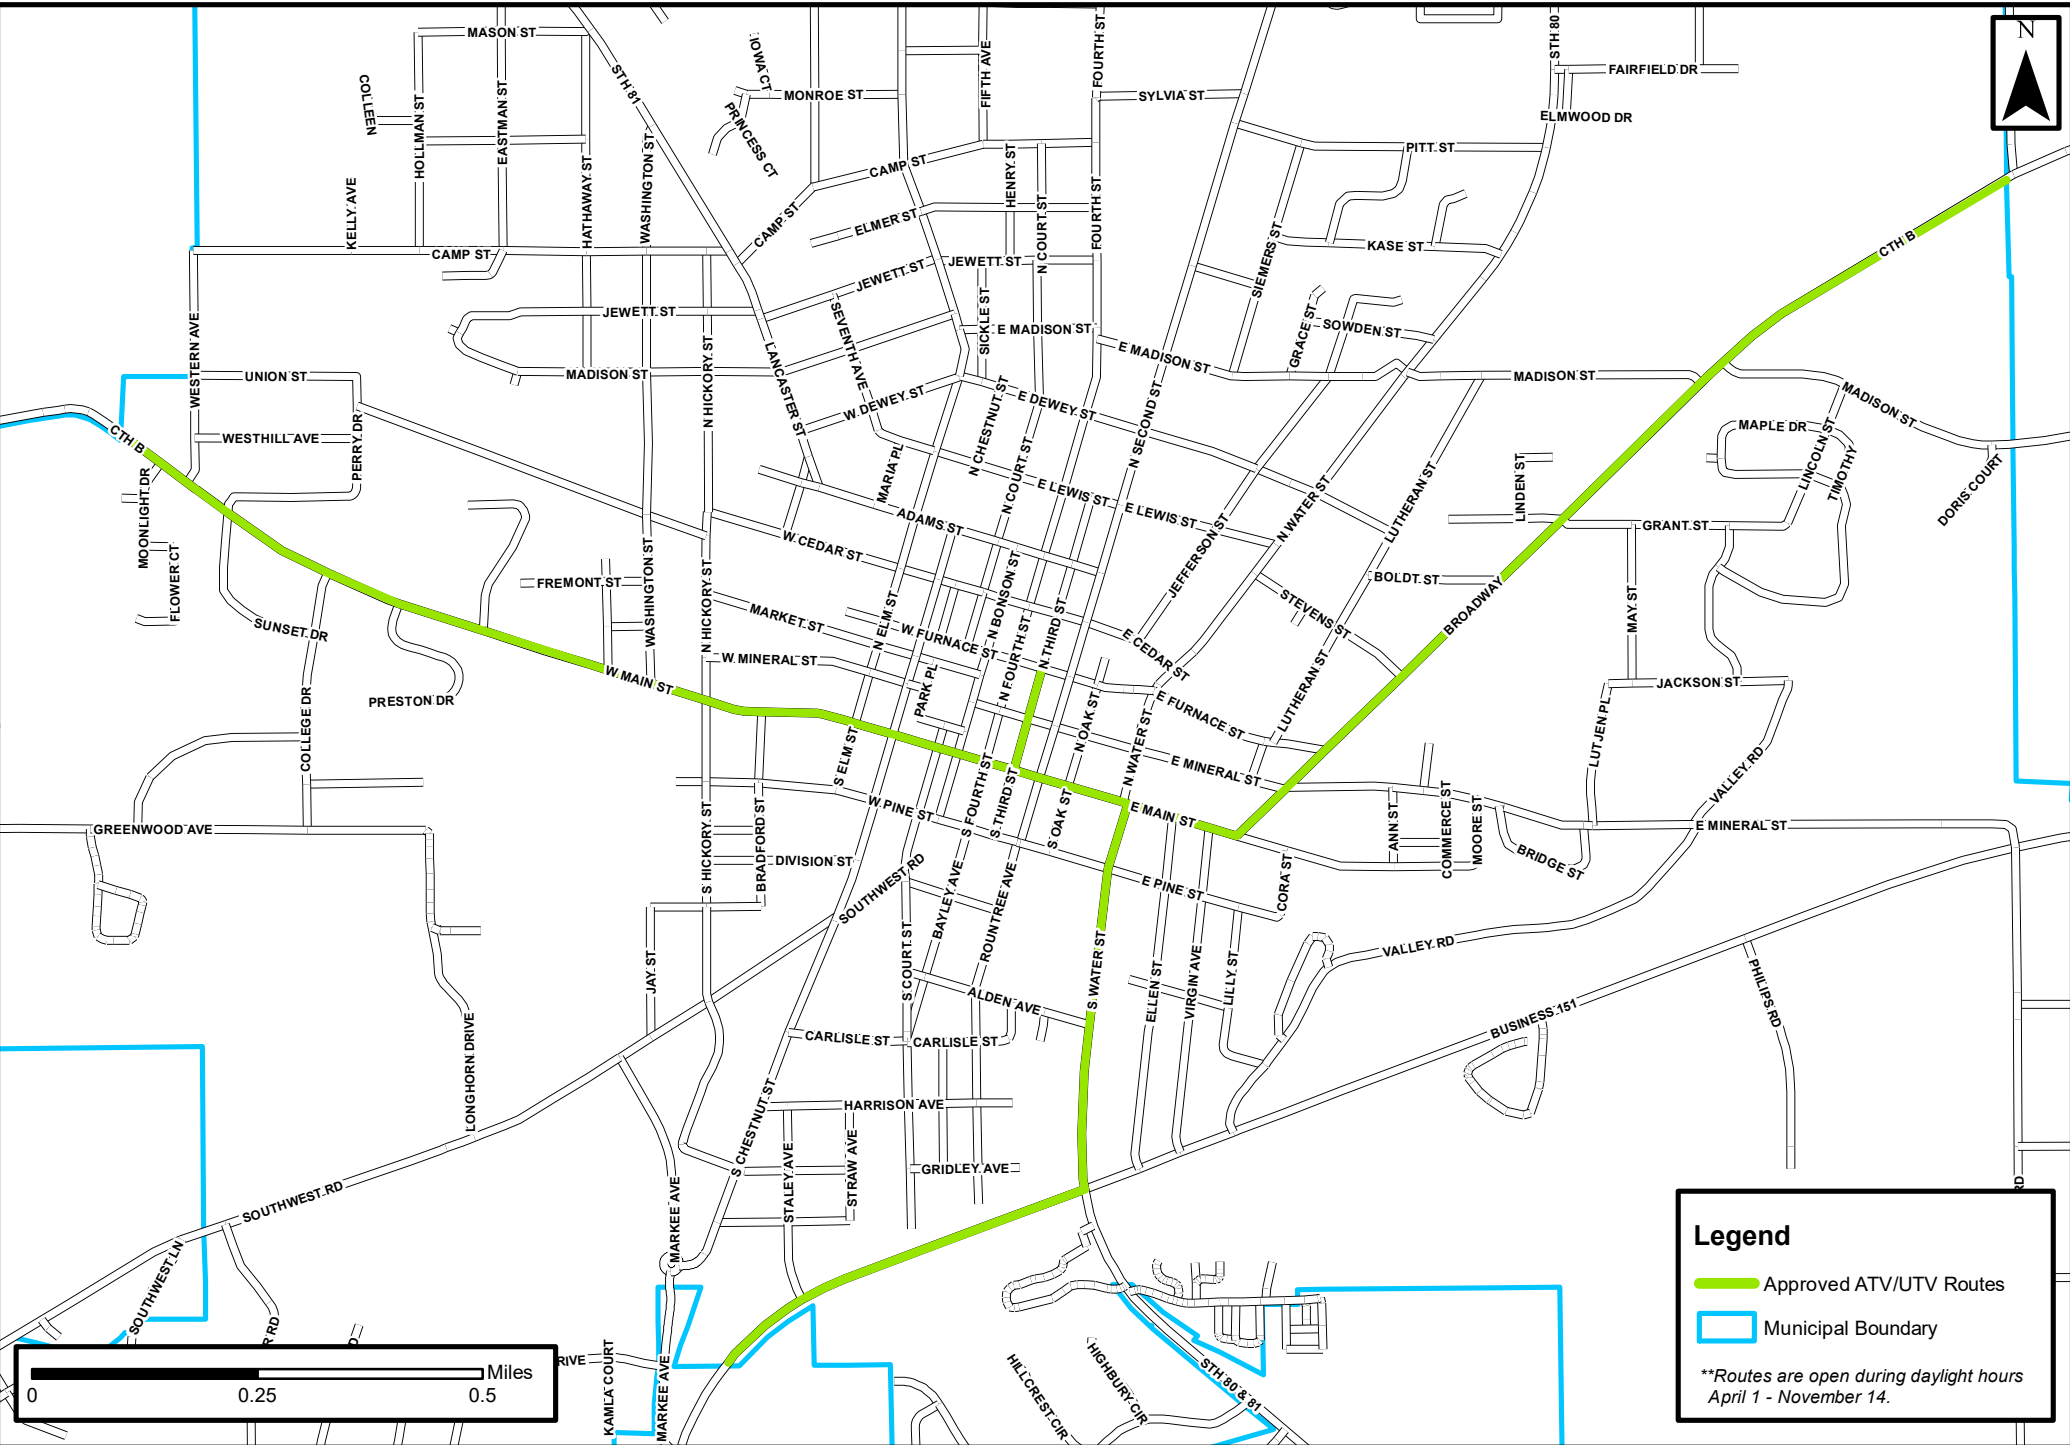 MASON ST
STH 81
IOWA CT
FIFTH AVE
FOURTH ST
STH 80
FAIRFIELD DR
N
COLLEEN
HOLLMAN ST
EASTMAN ST
MONROE ST
PRINCESS CT
SYLVIA ST
ELMWOOD DR
PITT ST
KELLY AVE
HATHAWAY ST
WASHINGTON ST
CAMP ST
HENRY ST
N COURT ST
FOURTH ST
CAMP ST
ELMER ST
CAMP ST
JEWETT ST
JEWETT ST
SIEMERS ST
KASE ST
CTH B
WESTERN AVE
JEWETT ST
SEVENTH AVE
SICKLE ST
E MADISON ST
GRACE ST
SOWDEN ST
N HICKORY ST
LANCASTER ST
E MADISON ST
UNION ST
MADISON ST
MADISON ST
MADISON ST
W DEWEY ST
N CHESTNUT ST
E DEWEY ST
N SECOND ST
CTH B
WESTHILL AVE
PERRY DR
MAPLE DR
LINCOLN ST
TIMOTHY
DORIS COURT
MOONLIGHT DR
MARIA PL
N COURT ST
E LEWIS ST
E LEWIS ST
N WATER ST
LUTHERAN ST
LINDEN ST
GRANT ST
ADAMS ST
W CEDAR ST
FLOWER CT
FREMONT ST
WASHINGTON ST
N HICKORY ST
MARKET ST
N ELM ST
W FURNACE ST
N BONSON ST
N FOURTH ST
N THIRD ST
JEFFERSON ST
BOLDT ST
STEVENS ST
BROADWAY
MAY ST
SUNSET DR
E CEDAR ST
W MINERAL ST
W MAIN ST
PARK PL
PRESTON DR
COLLEGE DR
N OAK ST
N WATER ST
E FURNACE ST
LUTHERAN ST
JACKSON ST
LUTJEN PL
VALLEY RD
S ELM ST
E MINERAL ST
W PINE ST
S FOURTH ST
S THIRD ST
S OAK ST
E MAIN ST
ANN ST
COMMERCE ST
MOORE ST
E MINERAL ST
GREENWOOD AVE
S HICKORY ST
BRADFORD ST
DIVISION ST
SOUTHWEST RD
BRIDGE ST
CORA ST
E PINE ST
BAYLEY AVE
ROUNTREE AVE
S COURT ST
S WATER ST
JAY ST
ELLEN ST
VIRGIN AVE
LILLY ST
VALLEY RD
PHILIPS RD
ALDEN AVE
BUSINESS 151
CARLISLE ST
CARLISLE ST
LONGHORN DRIVE
S CHESTNUT ST
HARRISON AVE
STALEY AVE
STRAW AVE
GRIDLEY AVE
SOUTHWEST RD
MARKEE AVE
RD
SOUTHWEST LN
R RD
D
RIVE
KAMLA COURT
MARKEE AVE
HILLCREST CIR
HIGHBURY CIR
STH 80 & 81
Miles
0 0.25 0.5
Legend
Approved ATV/UTV Routes
Municipal Boundary
**Routes are open during daylight hours
April 1 - November 14.